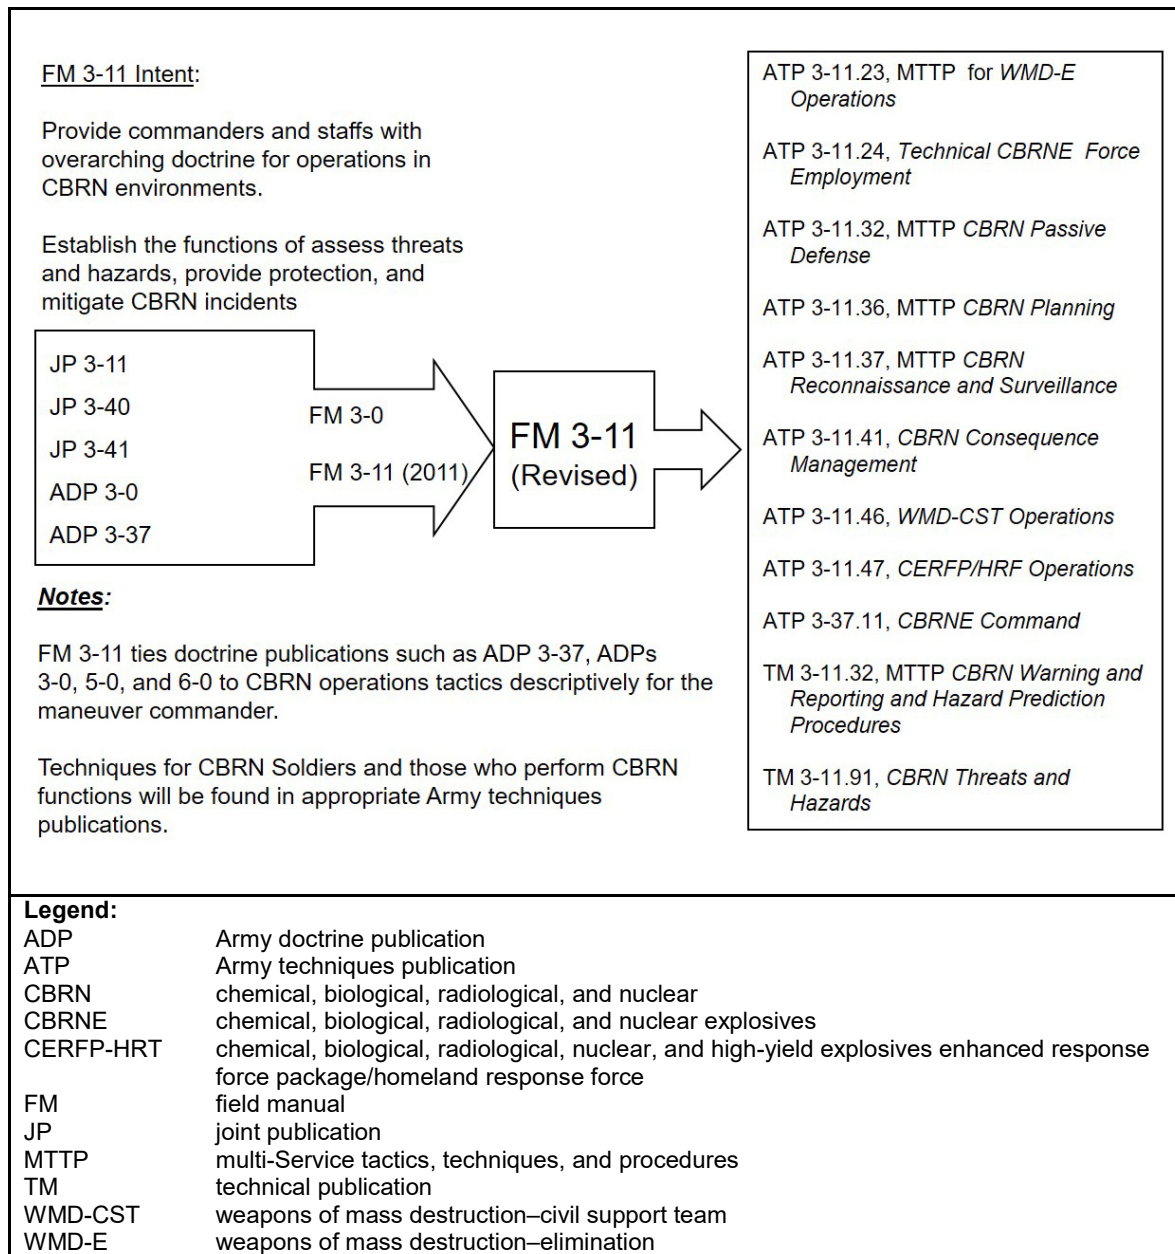 FM 3-11 Intent:
Provide commanders and staffs with
overarching doctrine for operations in
CBRN environments.
Establish the functions of assess threats
and hazards, provide protection, and
mitigate CBRN incidents
JP 3-11
JP 3-40
JP 3-41
ADP 3-0
ADP 3-37
FM 3-0
FM 3-11 (2011)
FM 3-11
(Revised)
ATP 3-11.23, MTTP for WMD-E
Operations
ATP 3-11.24, Technical CBRNE Force
Employment
ATP 3-11.32, MTTP CBRN Passive
Defense
ATP 3-11.36, MTTP CBRN Planning
ATP 3-11.37, MTTP CBRN
Reconnaissance and Surveillance
ATP 3-11.41, CBRN Consequence
Management
ATP 3-11.46, WMD-CST Operations
ATP 3-11.47, CERFP/HRF Operations
ATP 3-37.11, CBRNE Command
TM 3-11.32, MTTP CBRN Warning and
Reporting and Hazard Prediction
Procedures
TM 3-11.91, CBRN Threats and
Hazards
Notes:
FM 3-11 ties doctrine publications such as ADP 3-37, ADPs
3-0, 5-0, and 6-0 to CBRN operations tactics descriptively for the
maneuver commander.
Techniques for CBRN Soldiers and those who perform CBRN
functions will be found in appropriate Army techniques
publications.
Legend:
ADP Army doctrine publication
ATP Army techniques publication
CBRN chemical, biological, radiological, and nuclear
CBRNE chemical, biological, radiological, and nuclear explosives
CERFP-HRT chemical, biological, radiological, nuclear, and high-yield explosives enhanced response
force package/homeland response force
FM field manual
JP joint publication
MTTP multi-Service tactics, techniques, and procedures
TM technical publication
WMD-CST weapons of mass destruction–civil support team
WMD-E weapons of mass destruction–elimination